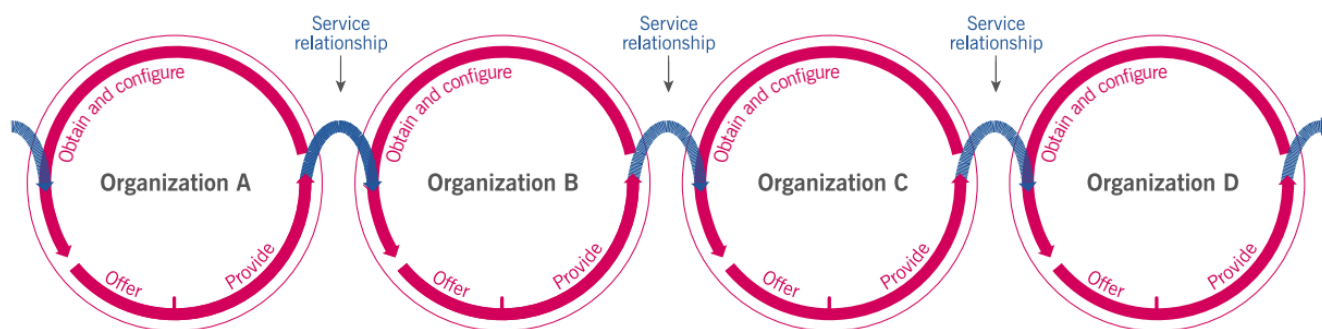 Service
relationship
Service
relationship
Service
relationship
Obtain and configure
Organization A
Offer
Provide
Obtain and configure
Organization B
Offer
Provide
Obtain and configure
Organization C
Offer
Provide
Obtain and configure
Organization D
Offer
Provide